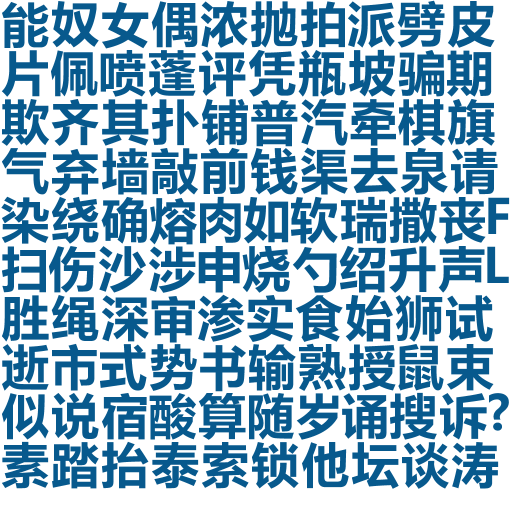 能奴女偶浓抛拍派劈皮
片佩喷蓬评凭瓶坡骗期
欺齐其扑铺普汽牵棋旗
气弃墙敲前钱渠去泉请
染绕确熔肉如软瑞撒丧F
扫伤沙涉申烧勺绍升声L
胜绳深审渗实食始狮试
逝市式势书输熟授鼠束
似说宿酸算随岁诵搜诉?
素踏抬泰索锁他坛谈涛